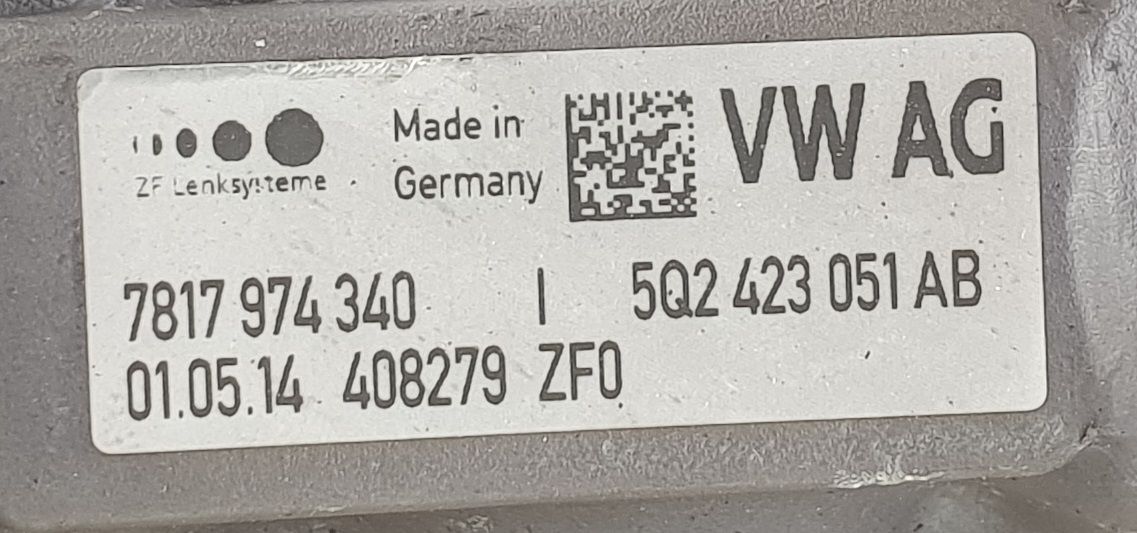 ZF Lenksysteme
Made in
Germany
VW AG
7817 974 340 I 5Q2 423 051 AB
01.05.14 408279 ZF0